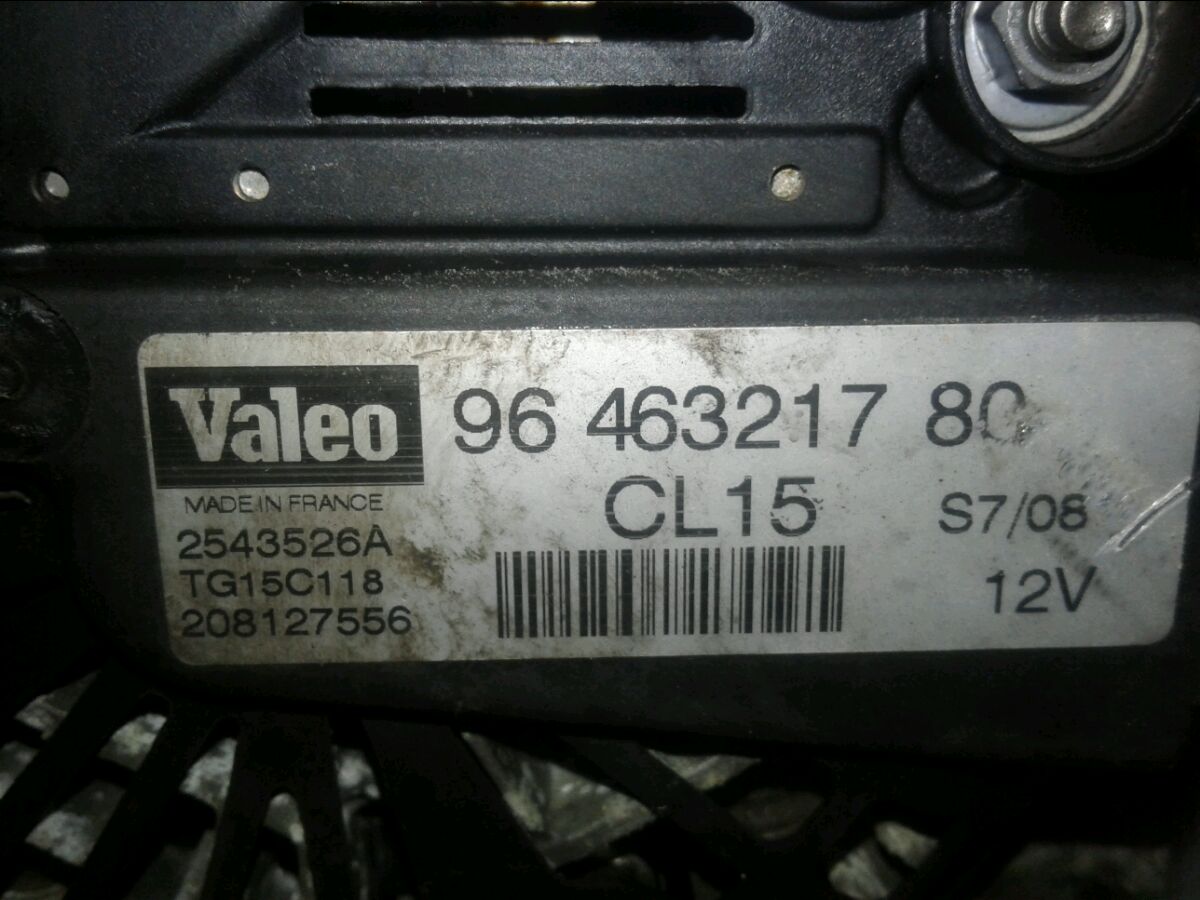 Valeo 96 463217 80
MADE IN FRANCE CL15 S7/08
2543526A
TG15C118 12V
208127556